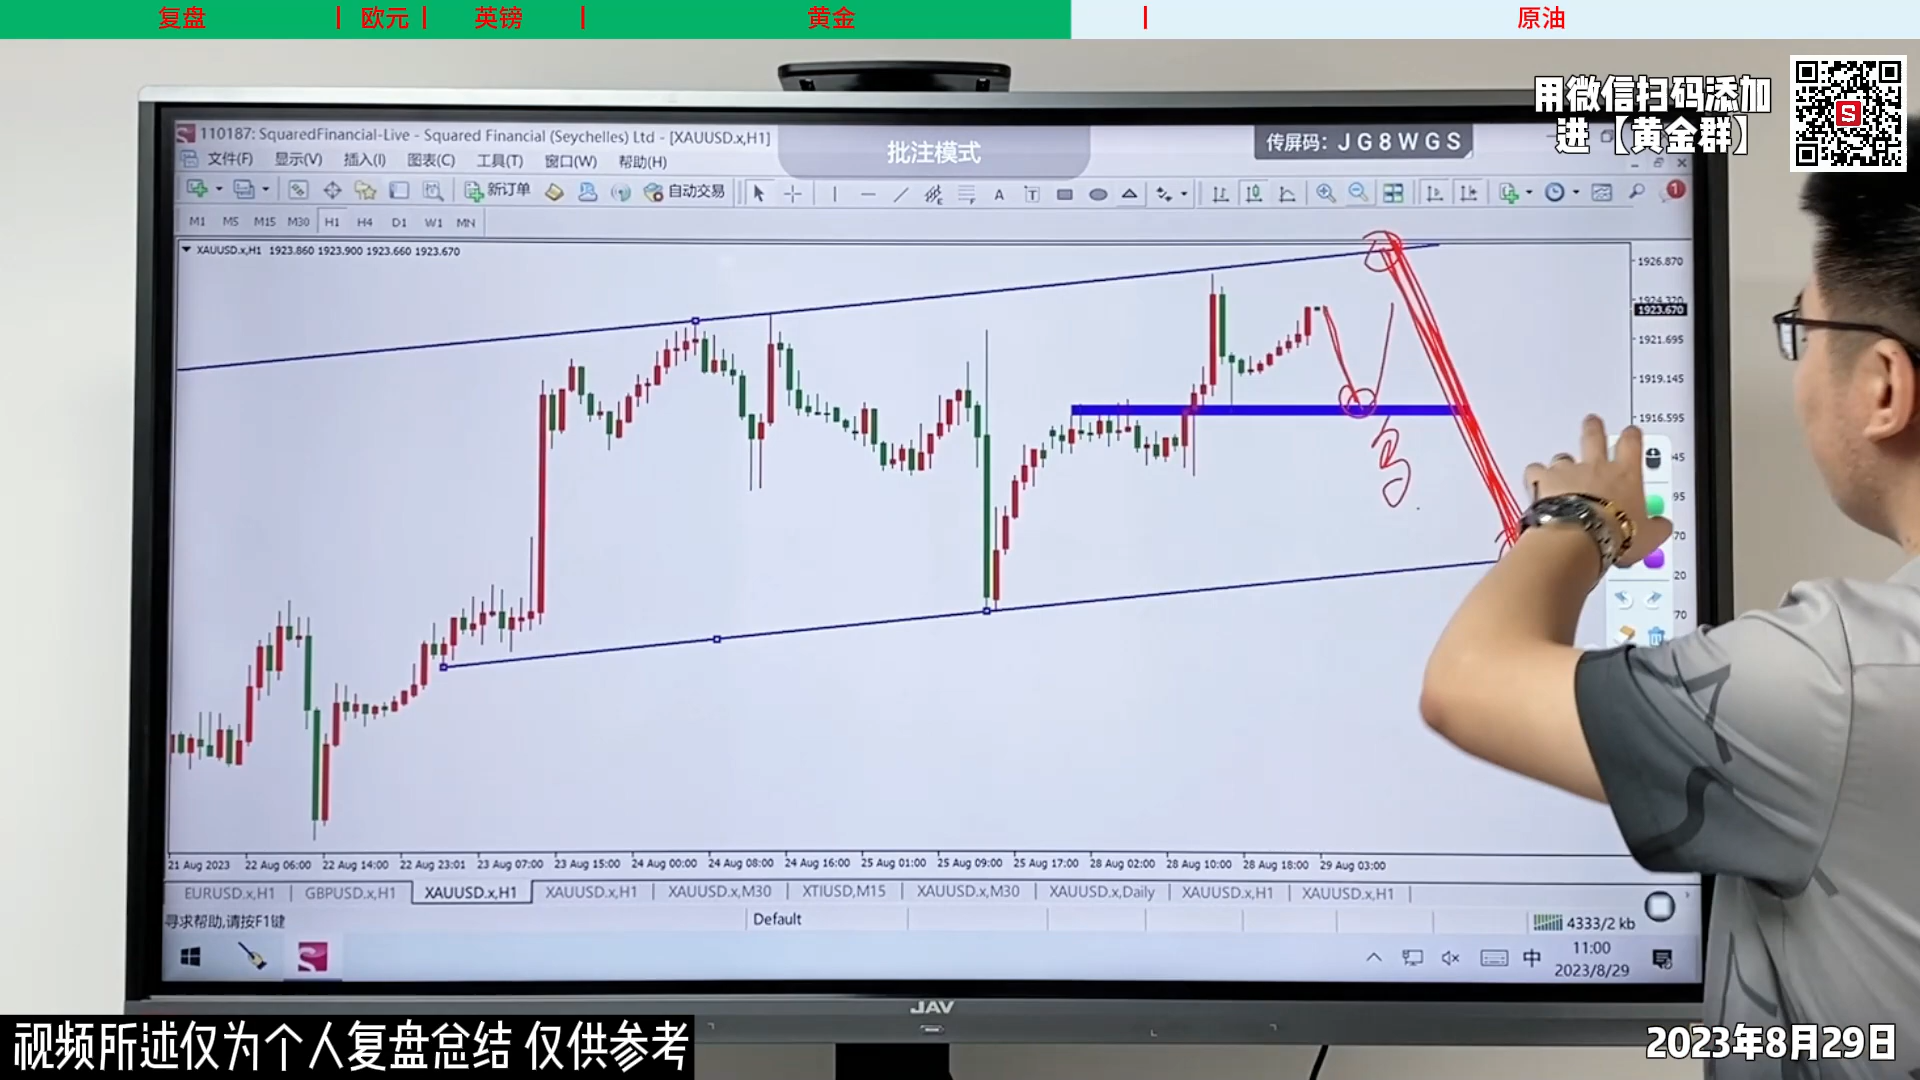 复盘 欧元 英镑 黄金 原油
用微信扫码添加
进【黄金群】
110187: SquaredFinancial-Live - Squared Financial (Seychelles) Ltd - [XAUUSD.x,H1]
批注模式
传屏码: JG8WGS
文件(F) 显示(V) 插入(I) 图表(C) 工具(T) 窗口(W) 帮助(H)
新订单 自动交易
M1 M5 M15 M30 H1 H4 D1 W1 MN
XAUUSD.x,H1 1923.860 1923.900 1923.660 1923.670
1926.870
1924.320
1923.670
1921.695
1919.145
1916.595
45
95
70
20
70
21 Aug 2023 22 Aug 06:00 22 Aug 14:00 22 Aug 23:01 23 Aug 07:00 23 Aug 15:00 24 Aug 00:00 24 Aug 08:00 24 Aug 16:00 25 Aug 01:00 25 Aug 09:00 25 Aug 17:00 28 Aug 02:00 28 Aug 10:00 28 Aug 18:00 29 Aug 03:00
EURUSD.x,H1 GBPUSD.x,H1 XAUUSD.x,H1 XAUUSD.x,H1 XAUUSD.x,M30 XTIUSD,M15 XAUUSD.x,M30 XAUUSD.x,Daily XAUUSD.x,H1 XAUUSD.x,H1
寻求帮助,请按F1键 Default 4333/2 kb
中 11:00
2023/8/29
JAV
视频所述仅为个人复盘总结 仅供参考
2023年8月29日